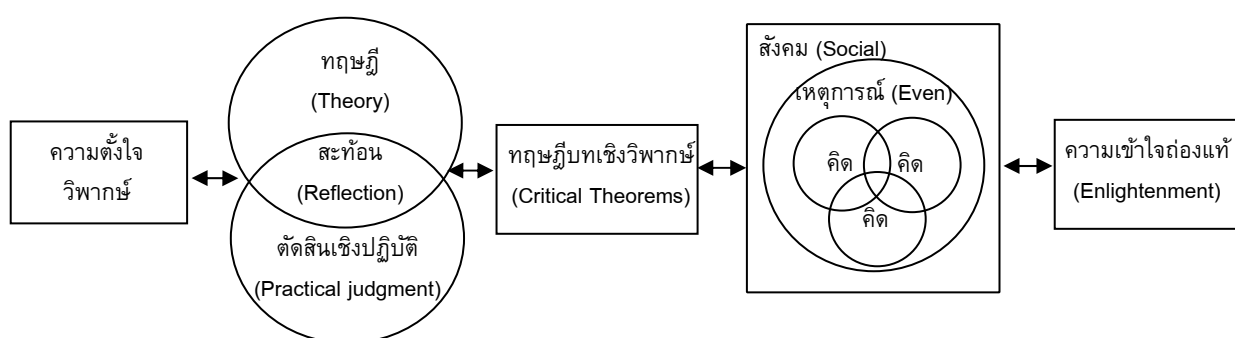 ความตั้งใจ
วิพากษ์
ทฤษฎี
(Theory)
สะท้อน
(Reflection)
ตัดสินเชิงปฏิบัติ
(Practical judgment)
ทฤษฎีบทเชิงวิพากษ์
(Critical Theorems)
สังคม (Social)
เหตุการณ์ (Even)
คิด
คิด
คิด
ความเข้าใจถ่องแท้
(Enlightenment)